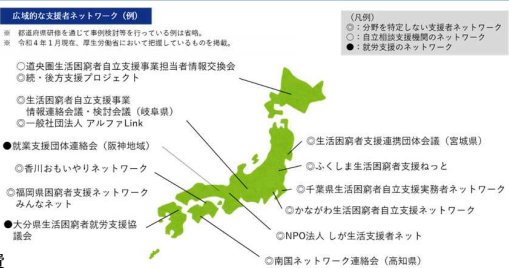 広域的な支援者ネットワーク（例）
※ 都道府県研修を通じて事例検討等を行っている例は省略。
※ 令和４年１月現在、厚生労働省において把握しているものを掲載。
（凡例）
◎：分野を特定しない支援者ネットワーク
○：自立相談支援機関のネットワーク
●：就労支援のネットワーク
○道央圏生活困窮者自立支援事業担当者情報交換会
◎続・後方支援プロジェクト
◎生活困窮者自立支援事業
情報連絡会議・検討会議（岐阜県）
◎一般社団法人 アルファLink
●就業支援団体連絡会（阪神地域）
◎香川おもいやりネットワーク
◎福岡県困窮者支援ネットワーク
みんなネット
●大分県生活困窮者就労支援協
議会
◎生活困窮者支援連携団体会議（宮城県）
◎ふくしま生活困窮者支援ねっと
◎千葉県生活困窮者自立支援実務者ネットワーク
◎かながわ生活困窮者自立支援ネットワーク
◎NPO法人 しが生活支援者ネット
◎南国ネットワーク連絡会（高知県）